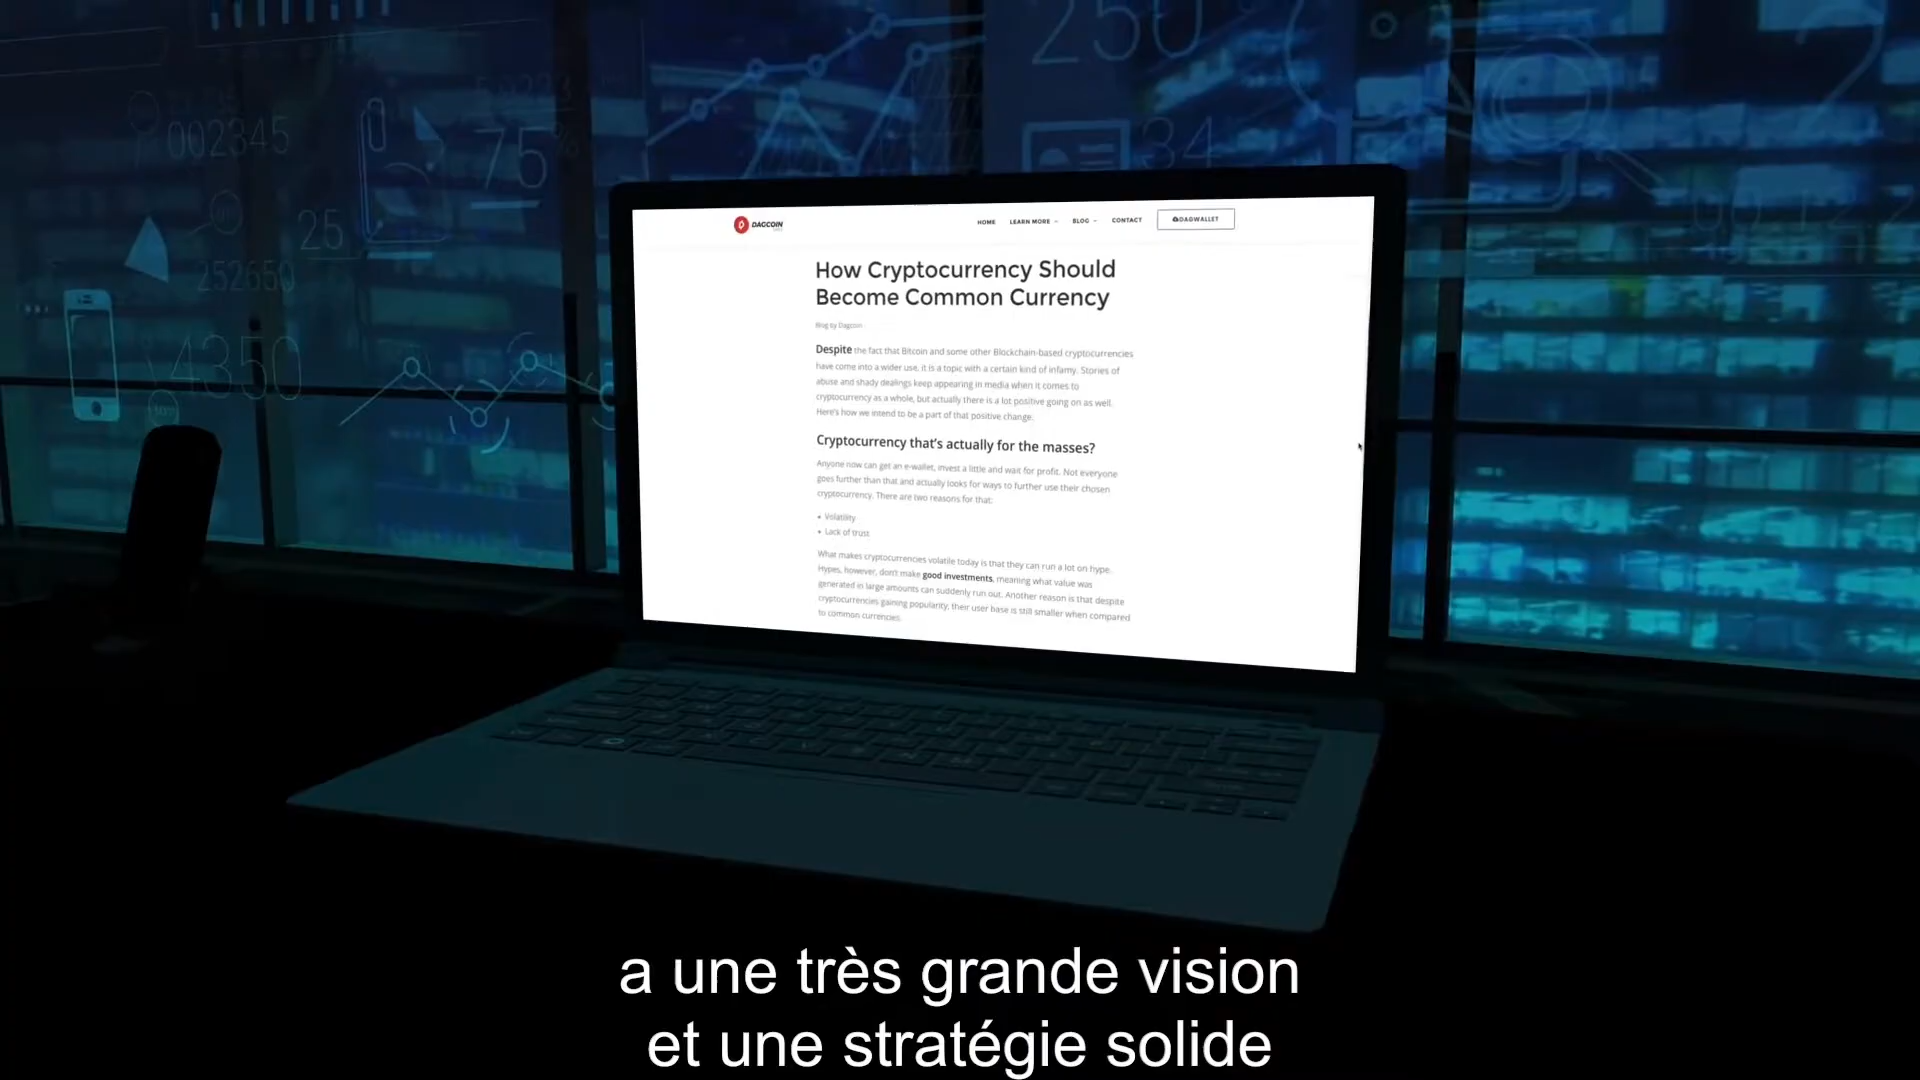 250
002345
75%
34
25
252650
4350
DAGCOIN
HOME LEARN MORE BLOG CONTACT DAGWALLET
How Cryptocurrency Should
Become Common Currency
Blog by Dagcoin
Despite the fact that Bitcoin and some other Blockchain-based cryptocurrencies
have come into a wider use, it is a topic with a certain kind of infamy. Stories of
abuse and shady dealings keep appearing in media when it comes to
cryptocurrency as a whole, but actually there is a lot positive going on as well.
Here's how we intend to be a part of that positive change.
Cryptocurrency that's actually for the masses?
Anyone now can get an e-wallet, invest a little and wait for profit. Not everyone
goes further than that and actually looks for ways to further use their chosen
cryptocurrency. There are two reasons for that:
• Volatility
• Lack of trust
What makes cryptocurrencies volatile today is that they can run a lot on hype.
Hypes, however, don't make good investments, meaning what value was
generated in large amounts can suddenly run out. Another reason is that despite
cryptocurrencies gaining popularity, their user base is still smaller when compared
to common currencies.
a une très grande vision
et une stratégie solide